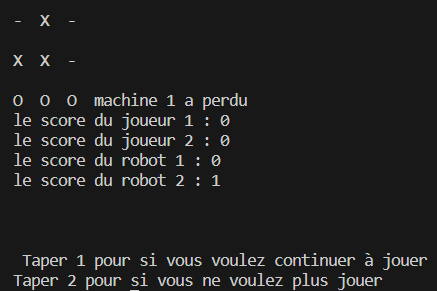 - X -
X X -
O O O machine 1 a perdu
le score du joueur 1 : 0
le score du joueur 2 : 0
le score du robot 1 : 0
le score du robot 2 : 1
Taper 1 pour si vous voulez continuer à jouer
Taper 2 pour si vous ne voulez plus jouer